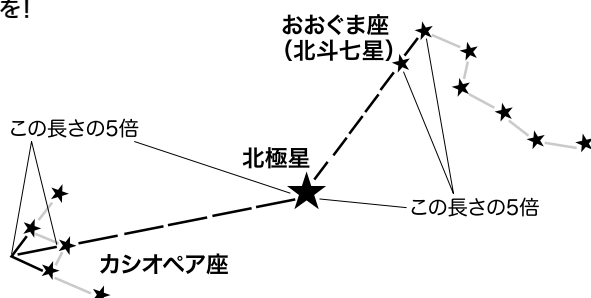 を!
おおぐま座
（北斗七星）
この長さの5倍
北極星
この長さの5倍
カシオペア座